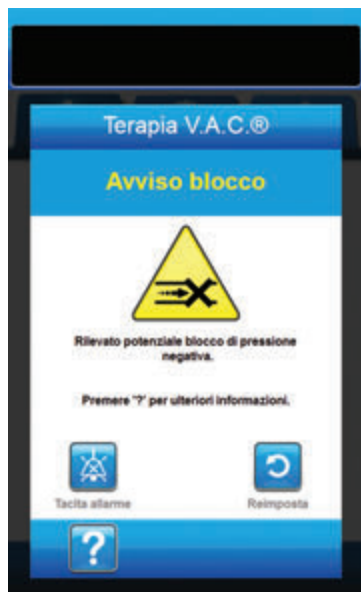 Terapia V.A.C.®
Avviso blocco
Rilevato potenziale blocco di pressione
negativa.
Premere '?' per ulteriori informazioni.
Tacita allarme
Reimposta
?